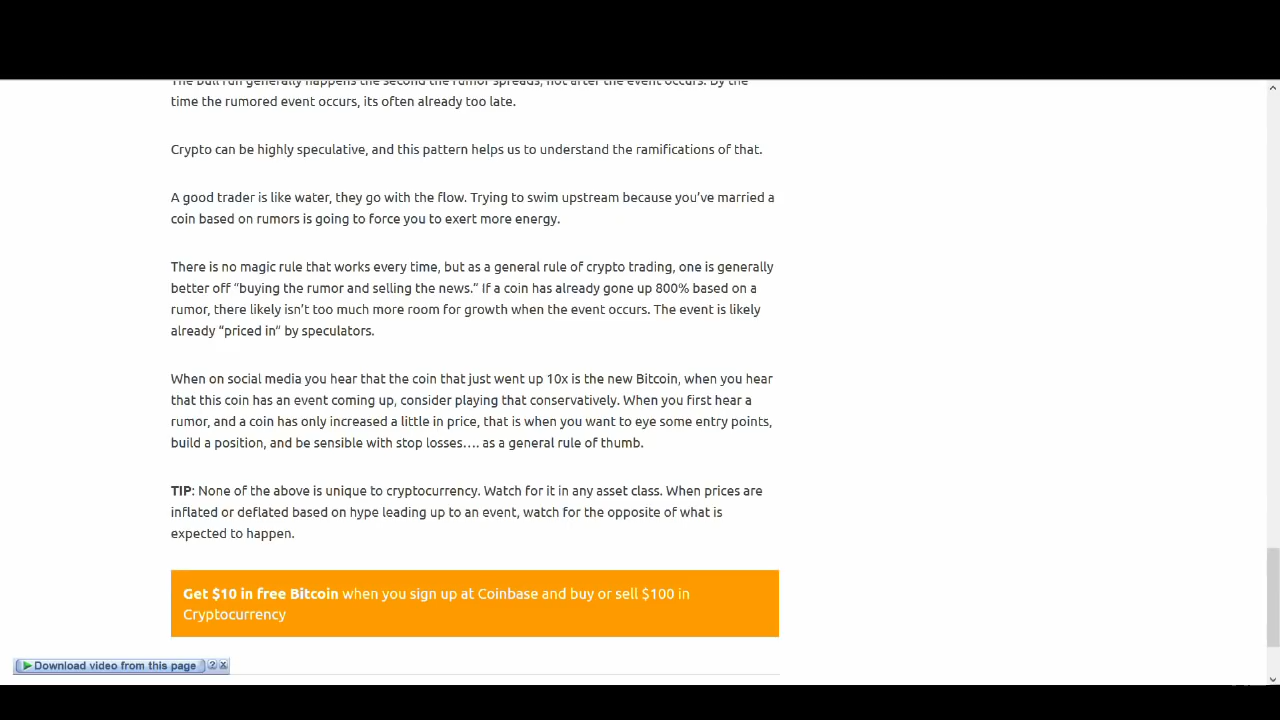 The bull run generally happens the second the rumor spreads, not after the event occurs. By the
time the rumored event occurs, its often already too late.
Crypto can be highly speculative, and this pattern helps us to understand the ramifications of that.
A good trader is like water, they go with the flow. Trying to swim upstream because you've married a
coin based on rumors is going to force you to exert more energy.
There is no magic rule that works every time, but as a general rule of crypto trading, one is generally
better off “buying the rumor and selling the news.” If a coin has already gone up 800% based on a
rumor, there likely isn't too much more room for growth when the event occurs. The event is likely
already “priced in” by speculators.
When on social media you hear that the coin that just went up 10x is the new Bitcoin, when you hear
that this coin has an event coming up, consider playing that conservatively. When you first hear a
rumor, and a coin has only increased a little in price, that is when you want to eye some entry points,
build a position, and be sensible with stop losses…. as a general rule of thumb.
TIP: None of the above is unique to cryptocurrency. Watch for it in any asset class. When prices are
inflated or deflated based on hype leading up to an event, watch for the opposite of what is
expected to happen.
Get $10 in free Bitcoin when you sign up at Coinbase and buy or sell $100 in
Cryptocurrency
Download video from this page ? x